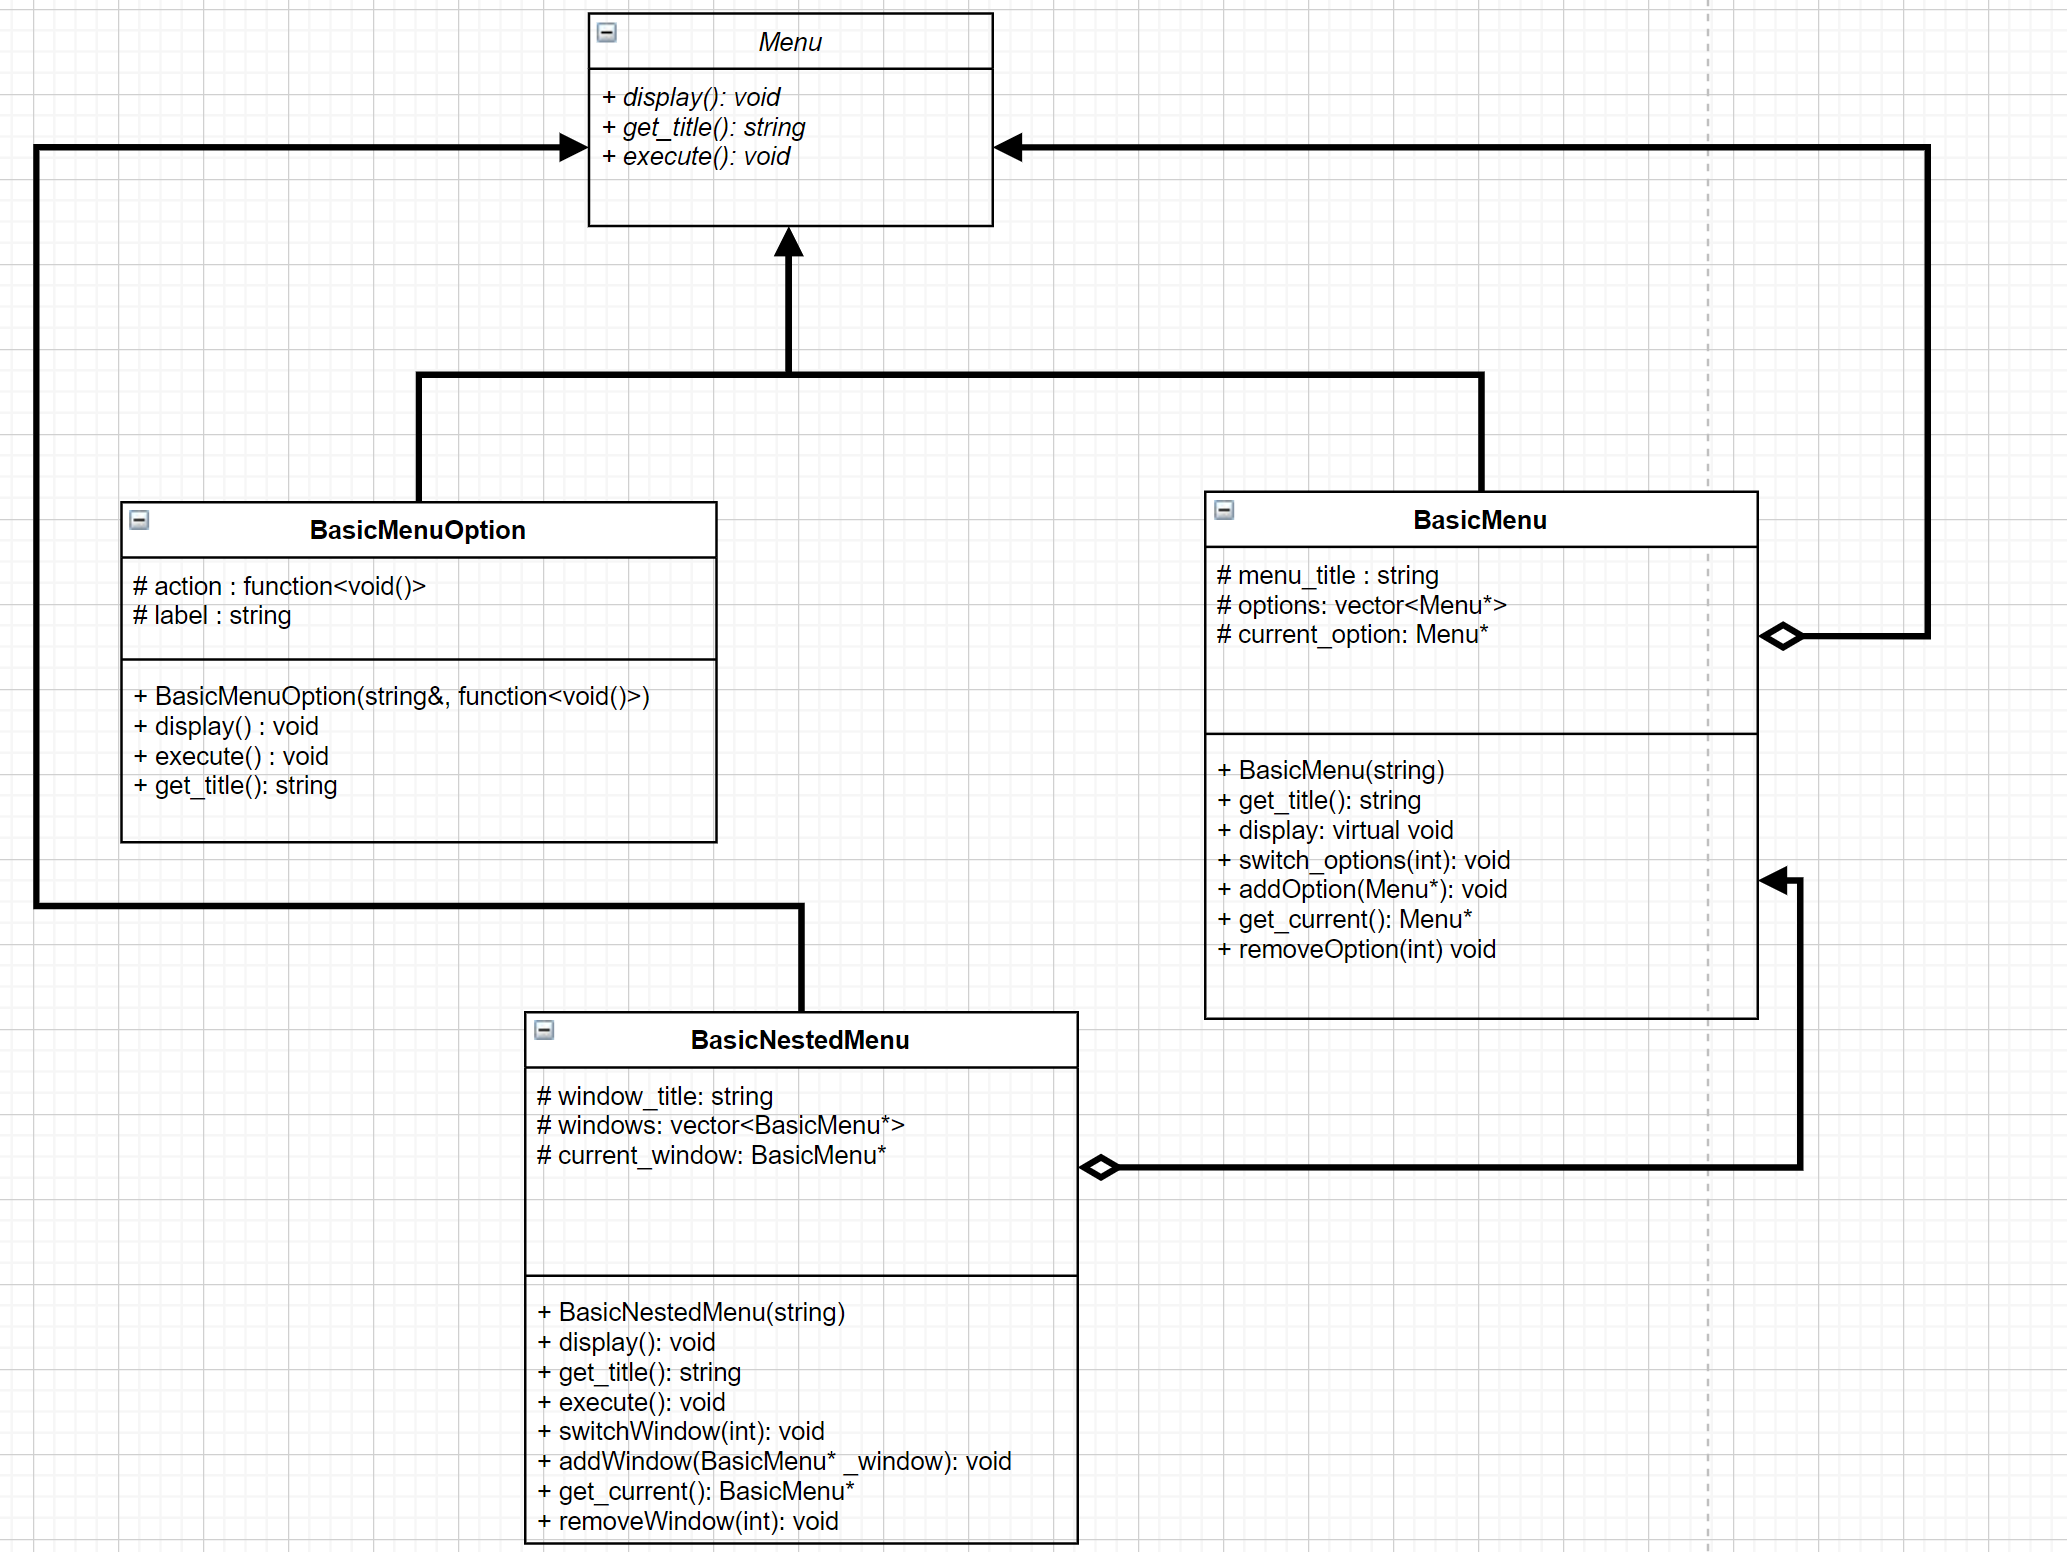 Menu
+ display(): void
+ get_title(): string
+ execute(): void
BasicMenuOption
# action : function<void()>
# label : string
+ BasicMenuOption(string&, function<void()>)
+ display() : void
+ execute() : void
+ get_title(): string
BasicMenu
# menu_title : string
# options: vector<Menu*>
# current_option: Menu*
+ BasicMenu(string)
+ get_title(): string
+ display: virtual void
+ switch_options(int): void
+ addOption(Menu*): void
+ get_current(): Menu*
+ removeOption(int) void
BasicNestedMenu
# window_title: string
# windows: vector<BasicMenu*>
# current_window: BasicMenu*
+ BasicNestedMenu(string)
+ display(): void
+ get_title(): string
+ execute(): void
+ switchWindow(int): void
+ addWindow(BasicMenu* _window): void
+ get_current(): BasicMenu*
+ removeWindow(int): void